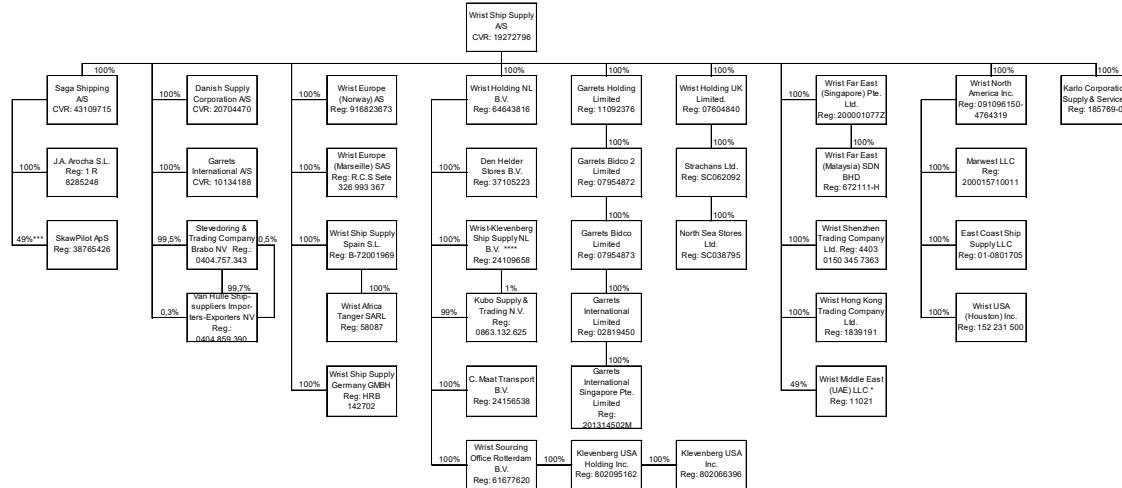 Wrist Ship Supply
A/S
CVR: 19272796
100%
100%
100%
100%
100%
100%
Saga Shipping
A/S
CVR: 43109715
100%
Danish Supply
Corporation A/S
CVR: 20704470
100%
Wrist Europe
(Norway) AS
Reg: 916823673
Wrist Holding NL
B.V.
Reg: 64643816
Garrets Holding
Limited
Reg: 11092376
Wrist Holding UK
Limited.
Reg: 07604840
100%
Wrist Far East
(Singapore) Pte.
Ltd.
Reg: 200001077Z
Wrist North
America Inc.
Reg: 091096150-
4764319
Karlo Corporation
Supply & Services
Reg: 185769-0
100%
100%
100%
100%
J.A. Arocha S.L.
Reg: 1 R
8285248
100%
Garrets
International A/S
CVR: 10134188
100%
Wrist Europe
(Marseille) SAS
Reg: R.C.S Sete
326 993 367
100%
Den Helder
Stores B.V.
Reg: 37105223
Garrets Bidco 2
Limited
Reg: 07954872
Strachans Ltd.
Reg: SC062092
Wrist Far East
(Malaysia) SDN
BHD
Reg: 672111-H
100%
Marwest LLC
Reg:
200015710011
100%
100%
49%***
SkawPilot ApS
Reg: 38765426
99,5%
Stevedoring &
Trading Company
Brabo NV Reg.:
0404.757.343
0,5%
100%
Wrist Ship Supply
Spain S.L.
Reg: B-72001969
100%
Wrist-Klevenberg
Ship Supply NL
B.V. ****
Reg: 24109658
Garrets Bidco
Limited
Reg: 07954873
North Sea Stores
Ltd.
Reg: SC038795
100%
Wrist Shenzhen
Trading Company
Ltd. Reg: 4403
0150 345 7363
100%
East Coast Ship
Supply LLC
Reg: 01-0801705
99,7%
100%
1%
100%
0,3%
Van Hulle Ship-
suppliers Impor-
ters-Exporters NV
Reg.:
0404.859.390
Wrist Africa
Tanger SARL
Reg: 58087
99%
Kubo Supply &
Trading N.V.
Reg:
0863.132.625
Garrets
International
Limited
Reg: 02819450
100%
Wrist Hong Kong
Trading Company
Ltd.
Reg: 1839191
100%
Wrist USA
(Houston) Inc.
Reg: 152 231 500
100%
100%
Wrist Ship Supply
Germany GMBH
Reg: HRB
142702
100%
C. Maat Transport
B.V.
Reg: 24156538
Garrets
International
Singapore Pte.
Limited
Reg:
201314502M
49%
Wrist Middle East
(UAE) LLC *
Reg: 11021
100%
Wrist Sourcing
Office Rotterdam
B.V.
Reg: 61677620
100%
Klevenberg USA
Holding Inc.
Reg: 802095162
100%
Klevenberg USA
Inc.
Reg: 802066396